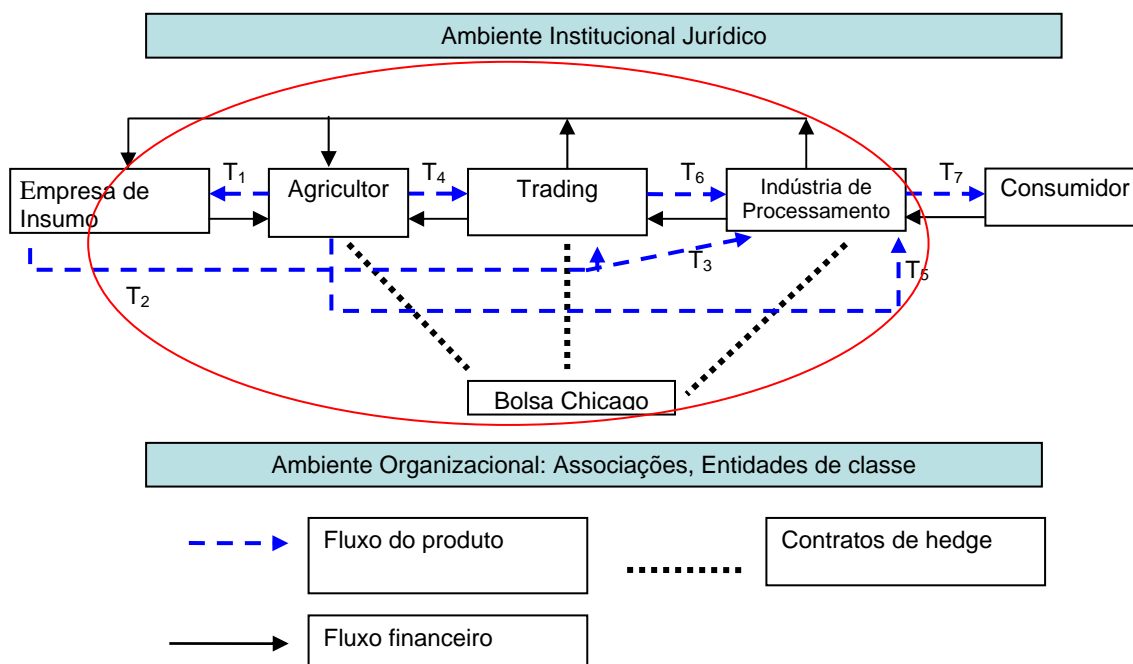 Ambiente Institucional Jurídico
T1
T4
T6
T7
Empresa de
Insumo
Agricultor
Trading
Indústria de
Processamento
Consumidor
T3
T5
T2
Bolsa Chicago
Ambiente Organizacional: Associações, Entidades de classe
Fluxo do produto
Contratos de hedge
Fluxo financeiro